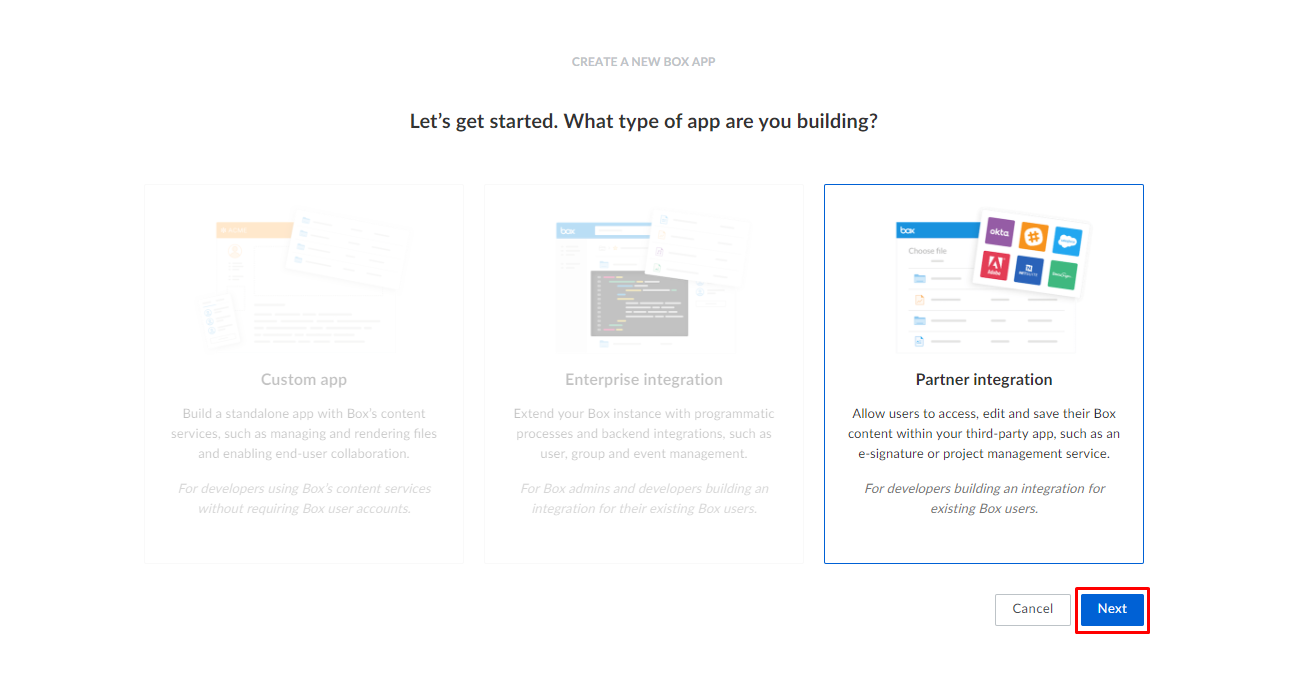 CREATE A NEW BOX APP
Let's get started. What type of app are you building?
box
box
okta
Choose file
Adobe
Custom app
Build a standalone app with Box's content
services, such as managing and rendering files
and enabling end-user collaboration.
For developers using Box's content services
without requiring Box user accounts.
Enterprise integration
Extend your Box instance with programmatic
processes and backend integrations, such as
user, group and event management.
For Box admins and developers building an
integration for their existing Box users.
Partner integration
Allow users to access, edit and save their Box
content within your third-party app, such as an
e-signature or project management service.
For developers building an integration for
existing Box users.
Cancel
Next